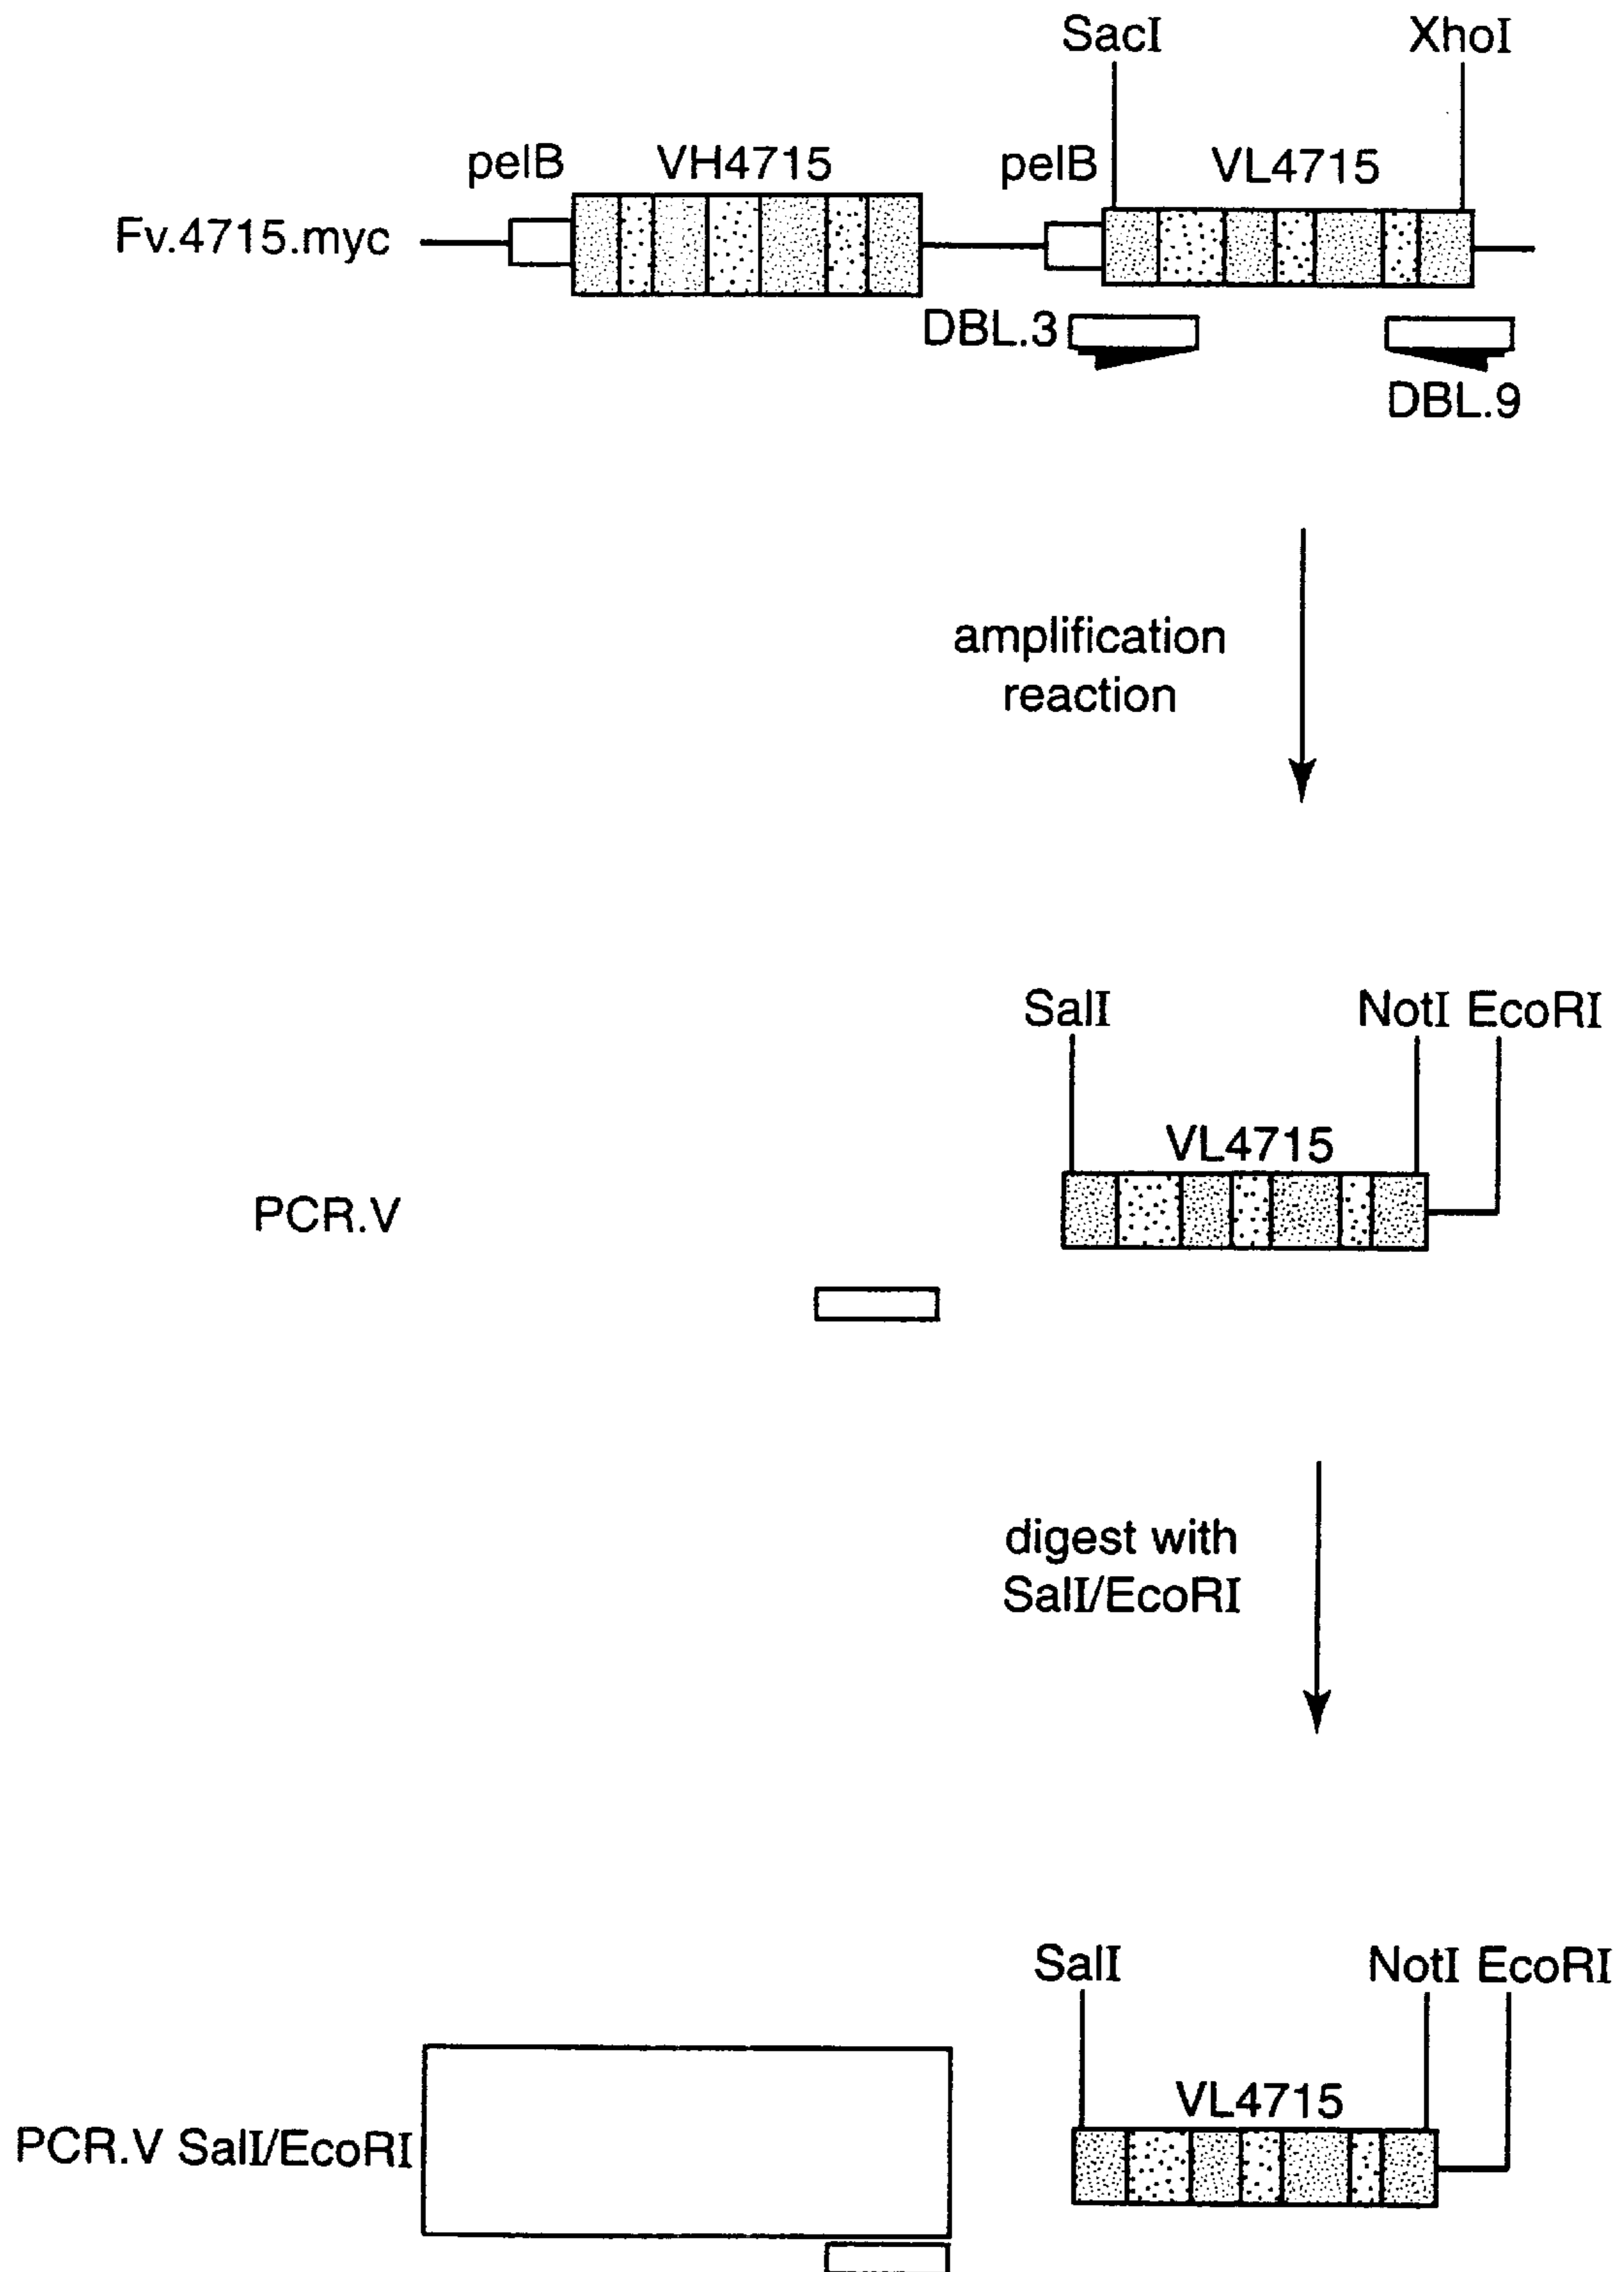 SacI XhoI
pelB VH4715 pelB VL4715
Fv.4715.myc
DBL.3
DBL.9
amplification
reaction
SalI NotI EcoRI
VL4715
PCR.V
digest with
SalI/EcoRI
SalI NotI EcoRI
VL4715
PCR.V SalI/EcoRI